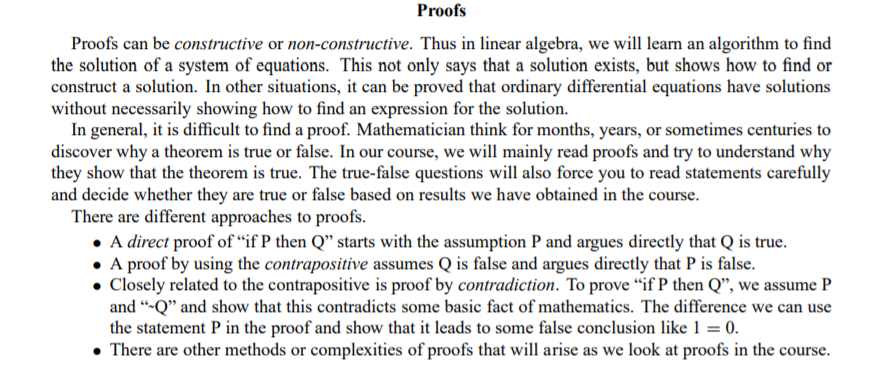 Proofs
Proofs can be constructive or non-constructive. Thus in linear algebra, we will learn an algorithm to find
the solution of a system of equations. This not only says that a solution exists, but shows how to find or
construct a solution. In other situations, it can be proved that ordinary differential equations have solutions
without necessarily showing how to find an expression for the solution.
In general, it is difficult to find a proof. Mathematician think for months, years, or sometimes centuries to
discover why a theorem is true or false. In our course, we will mainly read proofs and try to understand why
they show that the theorem is true. The true-false questions will also force you to read statements carefully
and decide whether they are true or false based on results we have obtained in the course.
There are different approaches to proofs.
• A direct proof of “if P then Q” starts with the assumption P and argues directly that Q is true.
• A proof by using the contrapositive assumes Q is false and argues directly that P is false.
• Closely related to the contrapositive is proof by contradiction. To prove “if P then Q”, we assume P
and “~Q” and show that this contradicts some basic fact of mathematics. The difference we can use
the statement P in the proof and show that it leads to some false conclusion like 1 = 0.
• There are other methods or complexities of proofs that will arise as we look at proofs in the course.